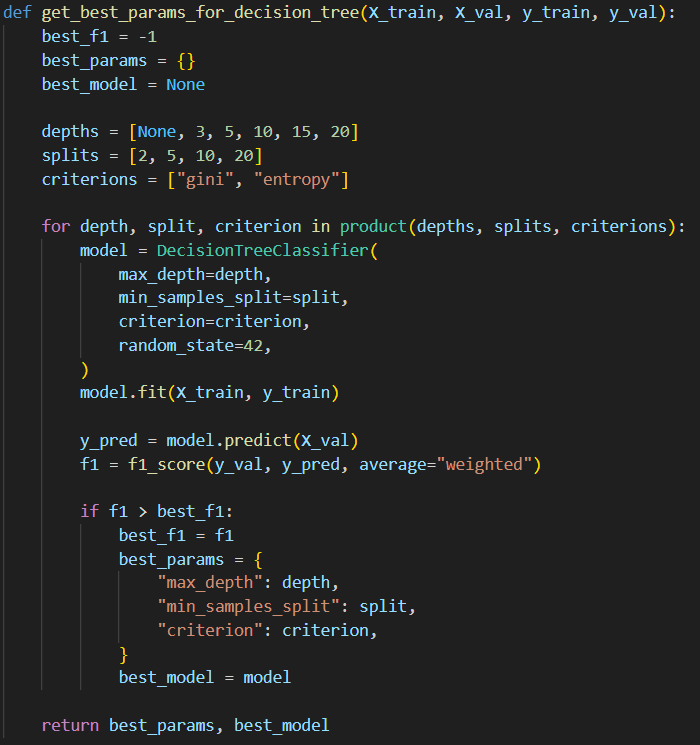 def get_best_params_for_decision_tree(X_train, X_val, y_train, y_val):
    best_f1 = -1
    best_params = {}
    best_model = None

    depths = [None, 3, 5, 10, 15, 20]
    splits = [2, 5, 10, 20]
    criterions = ["gini", "entropy"]

    for depth, split, criterion in product(depths, splits, criterions):
        model = DecisionTreeClassifier(
            max_depth=depth,
            min_samples_split=split,
            criterion=criterion,
            random_state=42,
        )
        model.fit(X_train, y_train)

        y_pred = model.predict(X_val)
        f1 = f1_score(y_val, y_pred, average="weighted")

        if f1 > best_f1:
            best_f1 = f1
            best_params = {
                "max_depth": depth,
                "min_samples_split": split,
                "criterion": criterion,
            }
            best_model = model

    return best_params, best_model